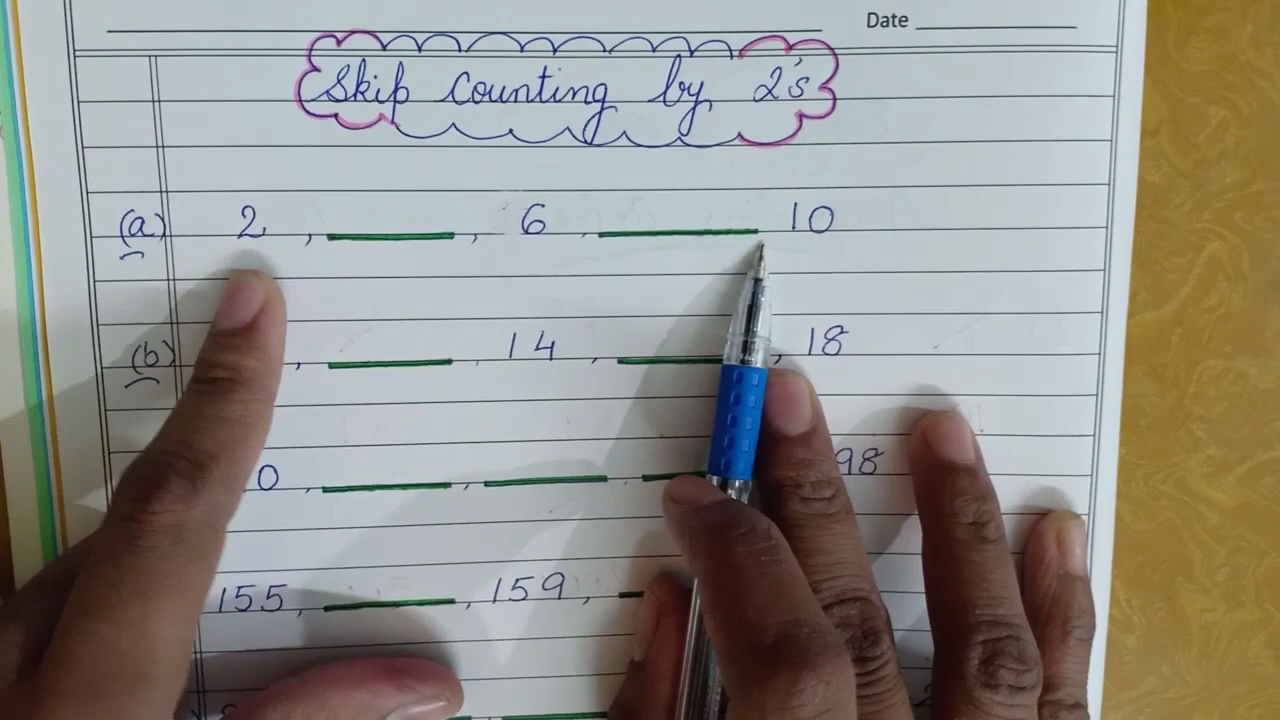 Date
Skip counting by 2's
(a) 2, ____, 6, ____ 10
(b) , ____, 14, ____, 18
0, ____, ____, ____ 98
155, ____, 159, ____